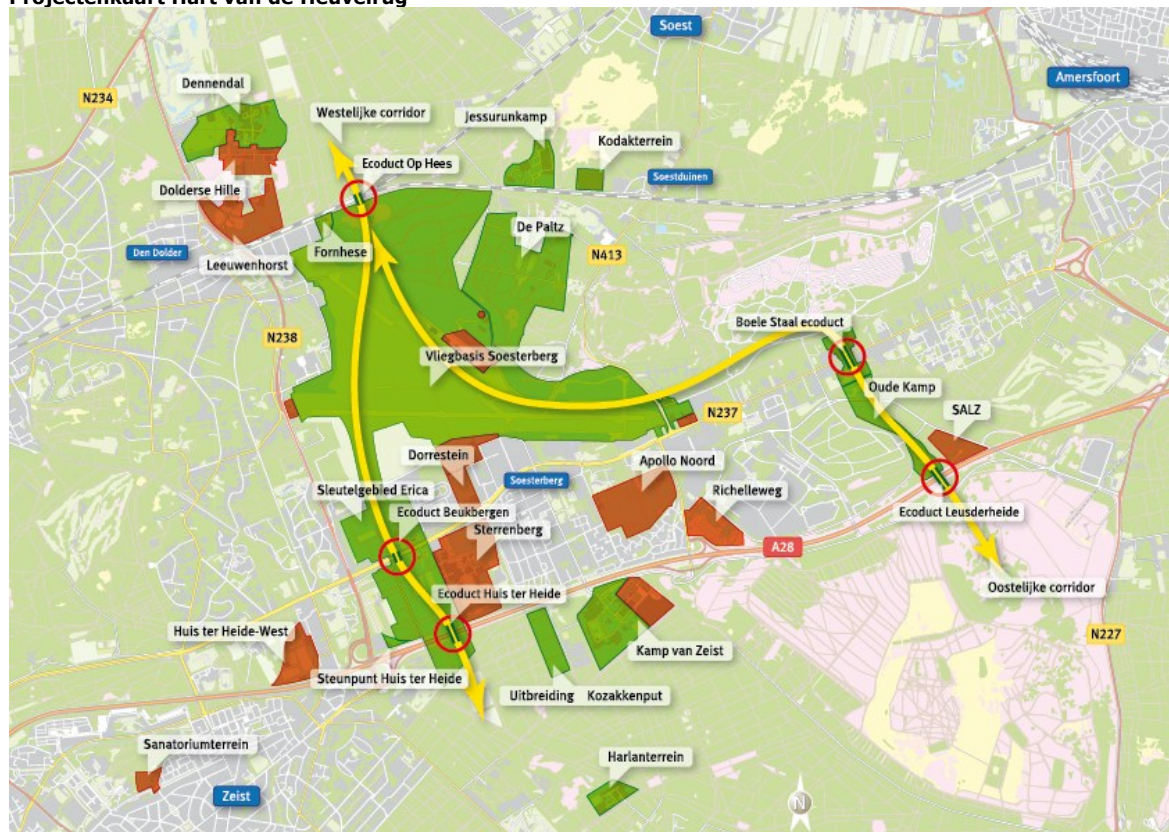 Projectenkaart Hart van de Heuvelrug
Soest
Amersfoort
N234
Dennendal
Westelijke corridor
Jessurunkamp
Kodakterrein
Ecoduct Op Hees
Soestduinen
Dolderse Hille
De Paltz
Den Dolder
Leeuwenhorst
Fornhese
N413
Boele Staal ecoduct
N238
Vliegbasis Soesterberg
Oude Kamp
N237
SALZ
Dorrestein
Apollo Noord
Soesterberg
Sleutelgebied Erica
Richelleweg
Ecoduct Beukbergen
Ecoduct Leusderheide
Sterrenberg
A28
Oostelijke corridor
Ecoduct Huis ter Heide
Huis ter Heide-West
N227
Kamp van Zeist
Steunpunt Huis ter Heide
Uitbreiding Kozakkenput
Sanatoriumterrein
Harlanterrein
Zeist
N